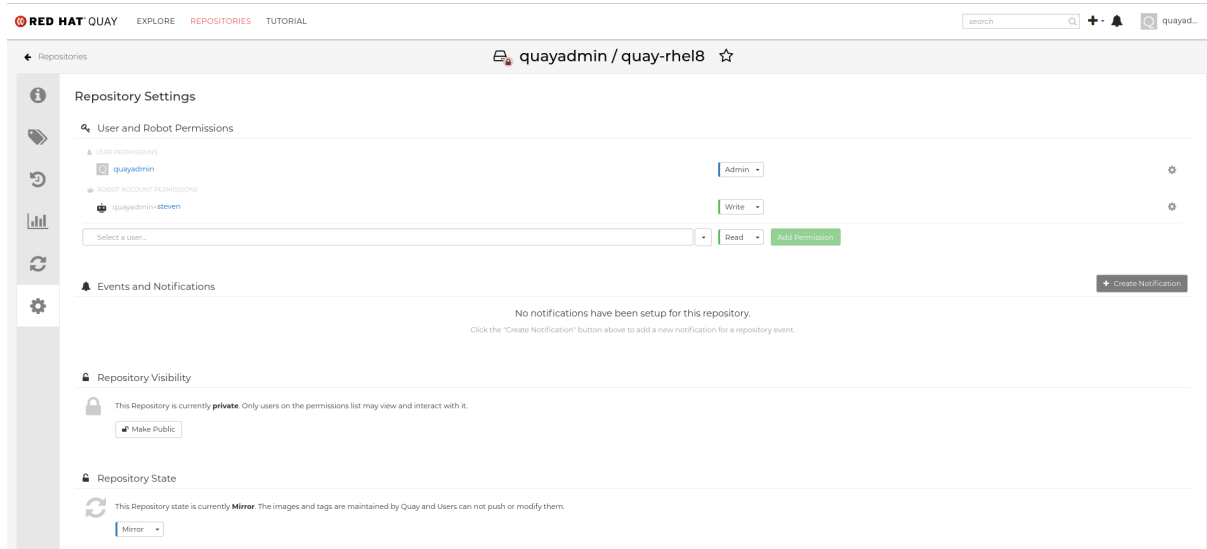 RED HAT® QUAY EXPLORE REPOSITORIES TUTORIAL search quayad...
Repositories quayadmin / quay-rhel8
Repository Settings
User and Robot Permissions
USER PERMISSIONS
quayadmin Admin
ROBOT ACCOUNT PERMISSIONS
quayadmin+steven Write
Select a user... Read Add Permission
Events and Notifications + Create Notification
No notifications have been setup for this repository.
Click the "Create Notification" button above to add a new notification for a repository event.
Repository Visibility
This Repository is currently private. Only users on the permissions list may view and interact with it.
Make Public
Repository State
This Repository state is currently Mirror. The images and tags are maintained by Quay and Users can not push or modify them.
Mirror